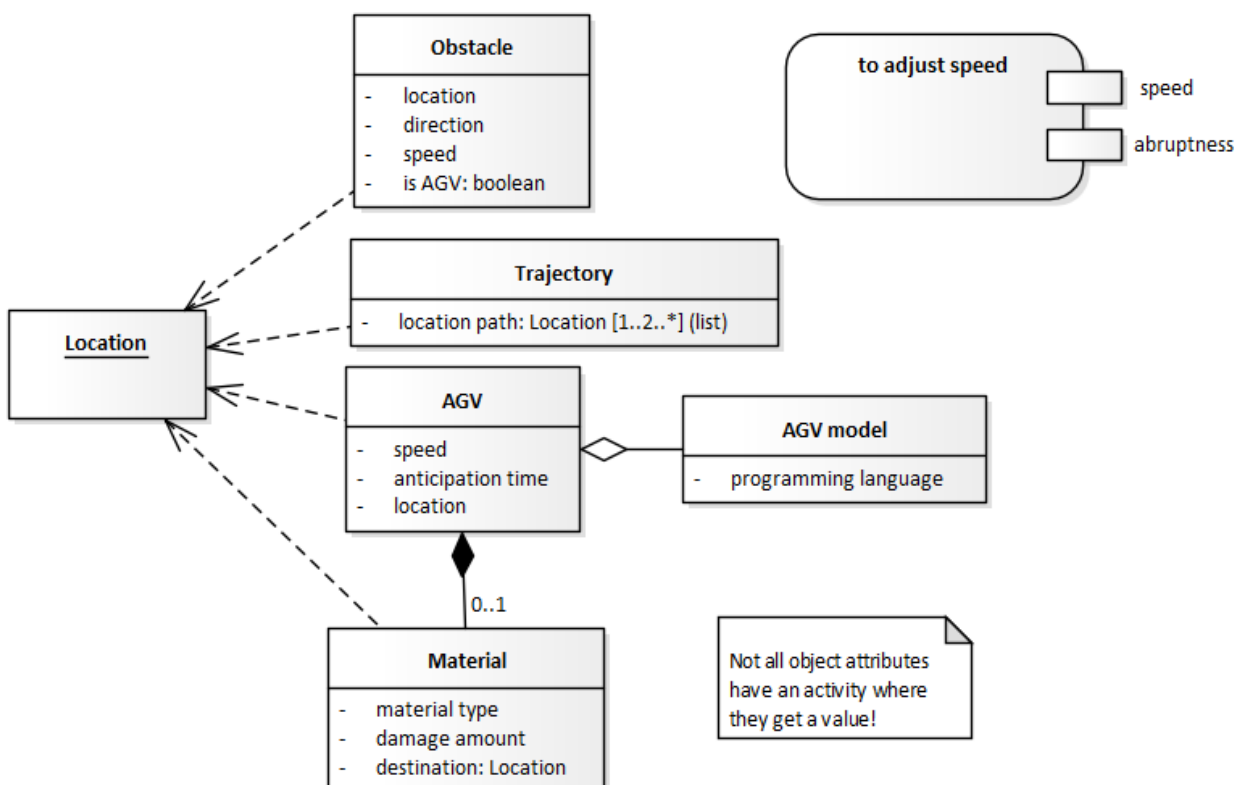 Obstacle
- location
- direction
- speed
- is AGV: boolean
to adjust speed
speed
abruptness
Trajectory
- location path: Location [1..2..*] (list)
Location
AGV
- speed
- anticipation time
- location
AGV model
- programming language
0..1
Material
- material type
- damage amount
- destination: Location
Not all object attributes
have an activity where
they get a value!